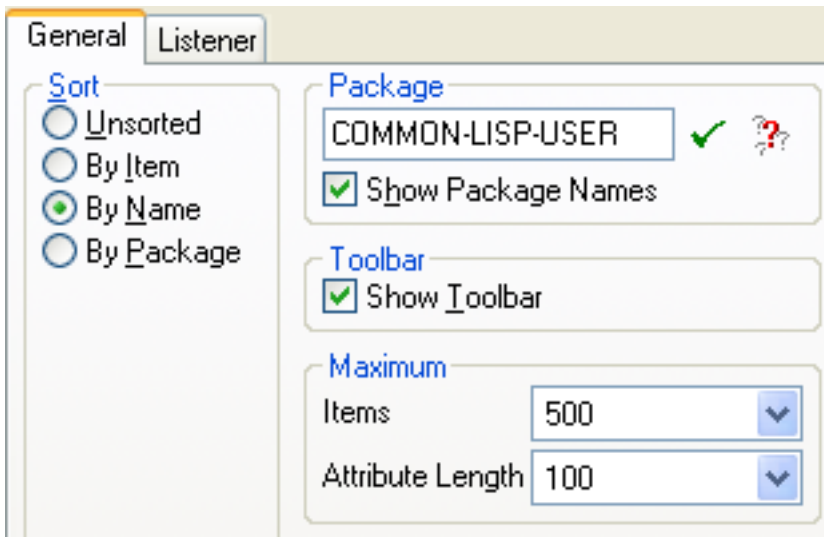 General
Listener
Sort
Unsorted
By Item
By Name
By Package
Package
COMMON-LISP-USER
Show Package Names
Toolbar
Show Toolbar
Maximum
Items 500
Attribute Length 100